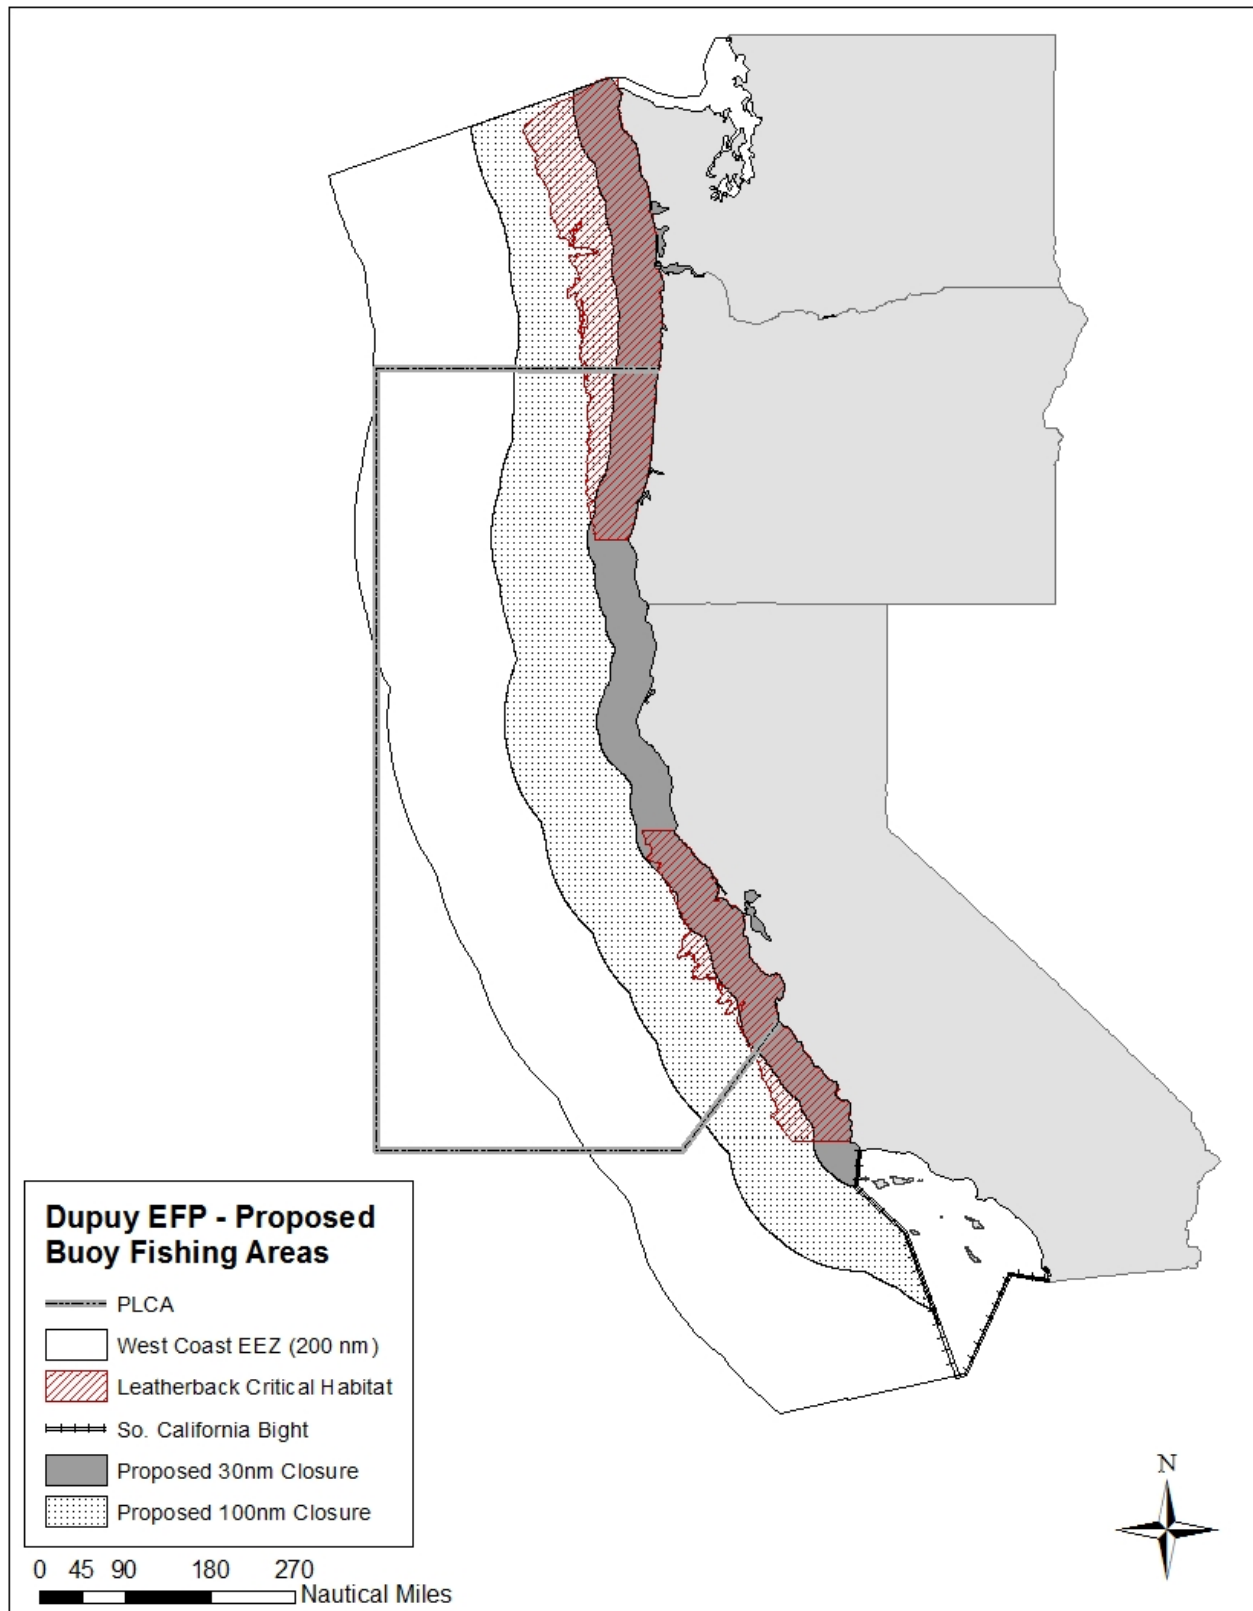 Dupuy EFP - Proposed
Buoy Fishing Areas
PLCA
West Coast EEZ (200 nm)
Leatherback Critical Habitat
So. California Bight
Proposed 30nm Closure
Proposed 100nm Closure
N
0 45 90 180 270
Nautical Miles